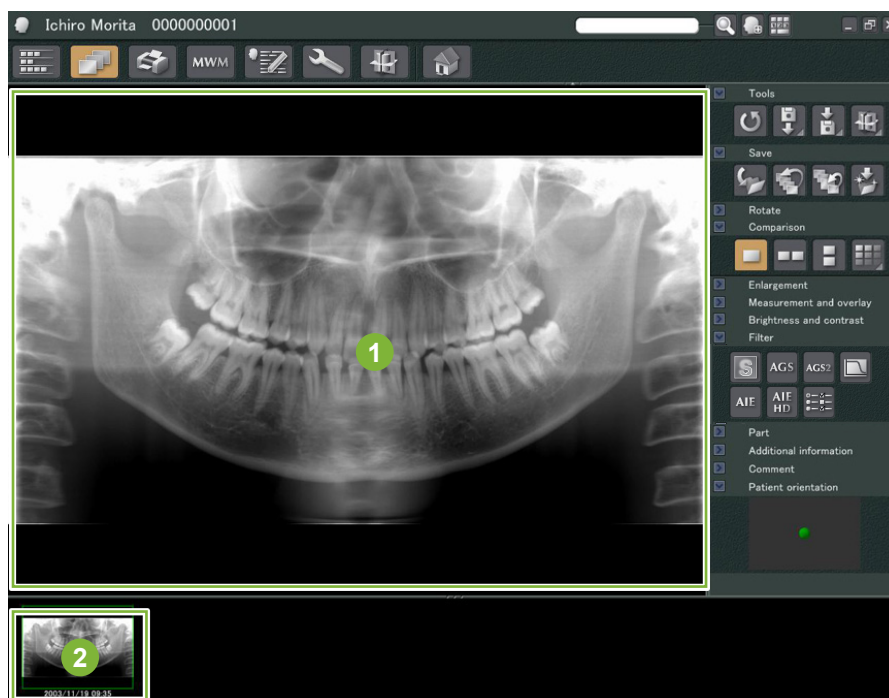 Ichiro Morita 0000000001
MWM
Tools
Save
Rotate
Comparison
Enlargement
Measurement and overlay
Brightness and contrast
Filter
S AGS AGS2
AIE AIE HD
Part
Additional information
Comment
Patient orientation
1
2
2003/11/19 09:35